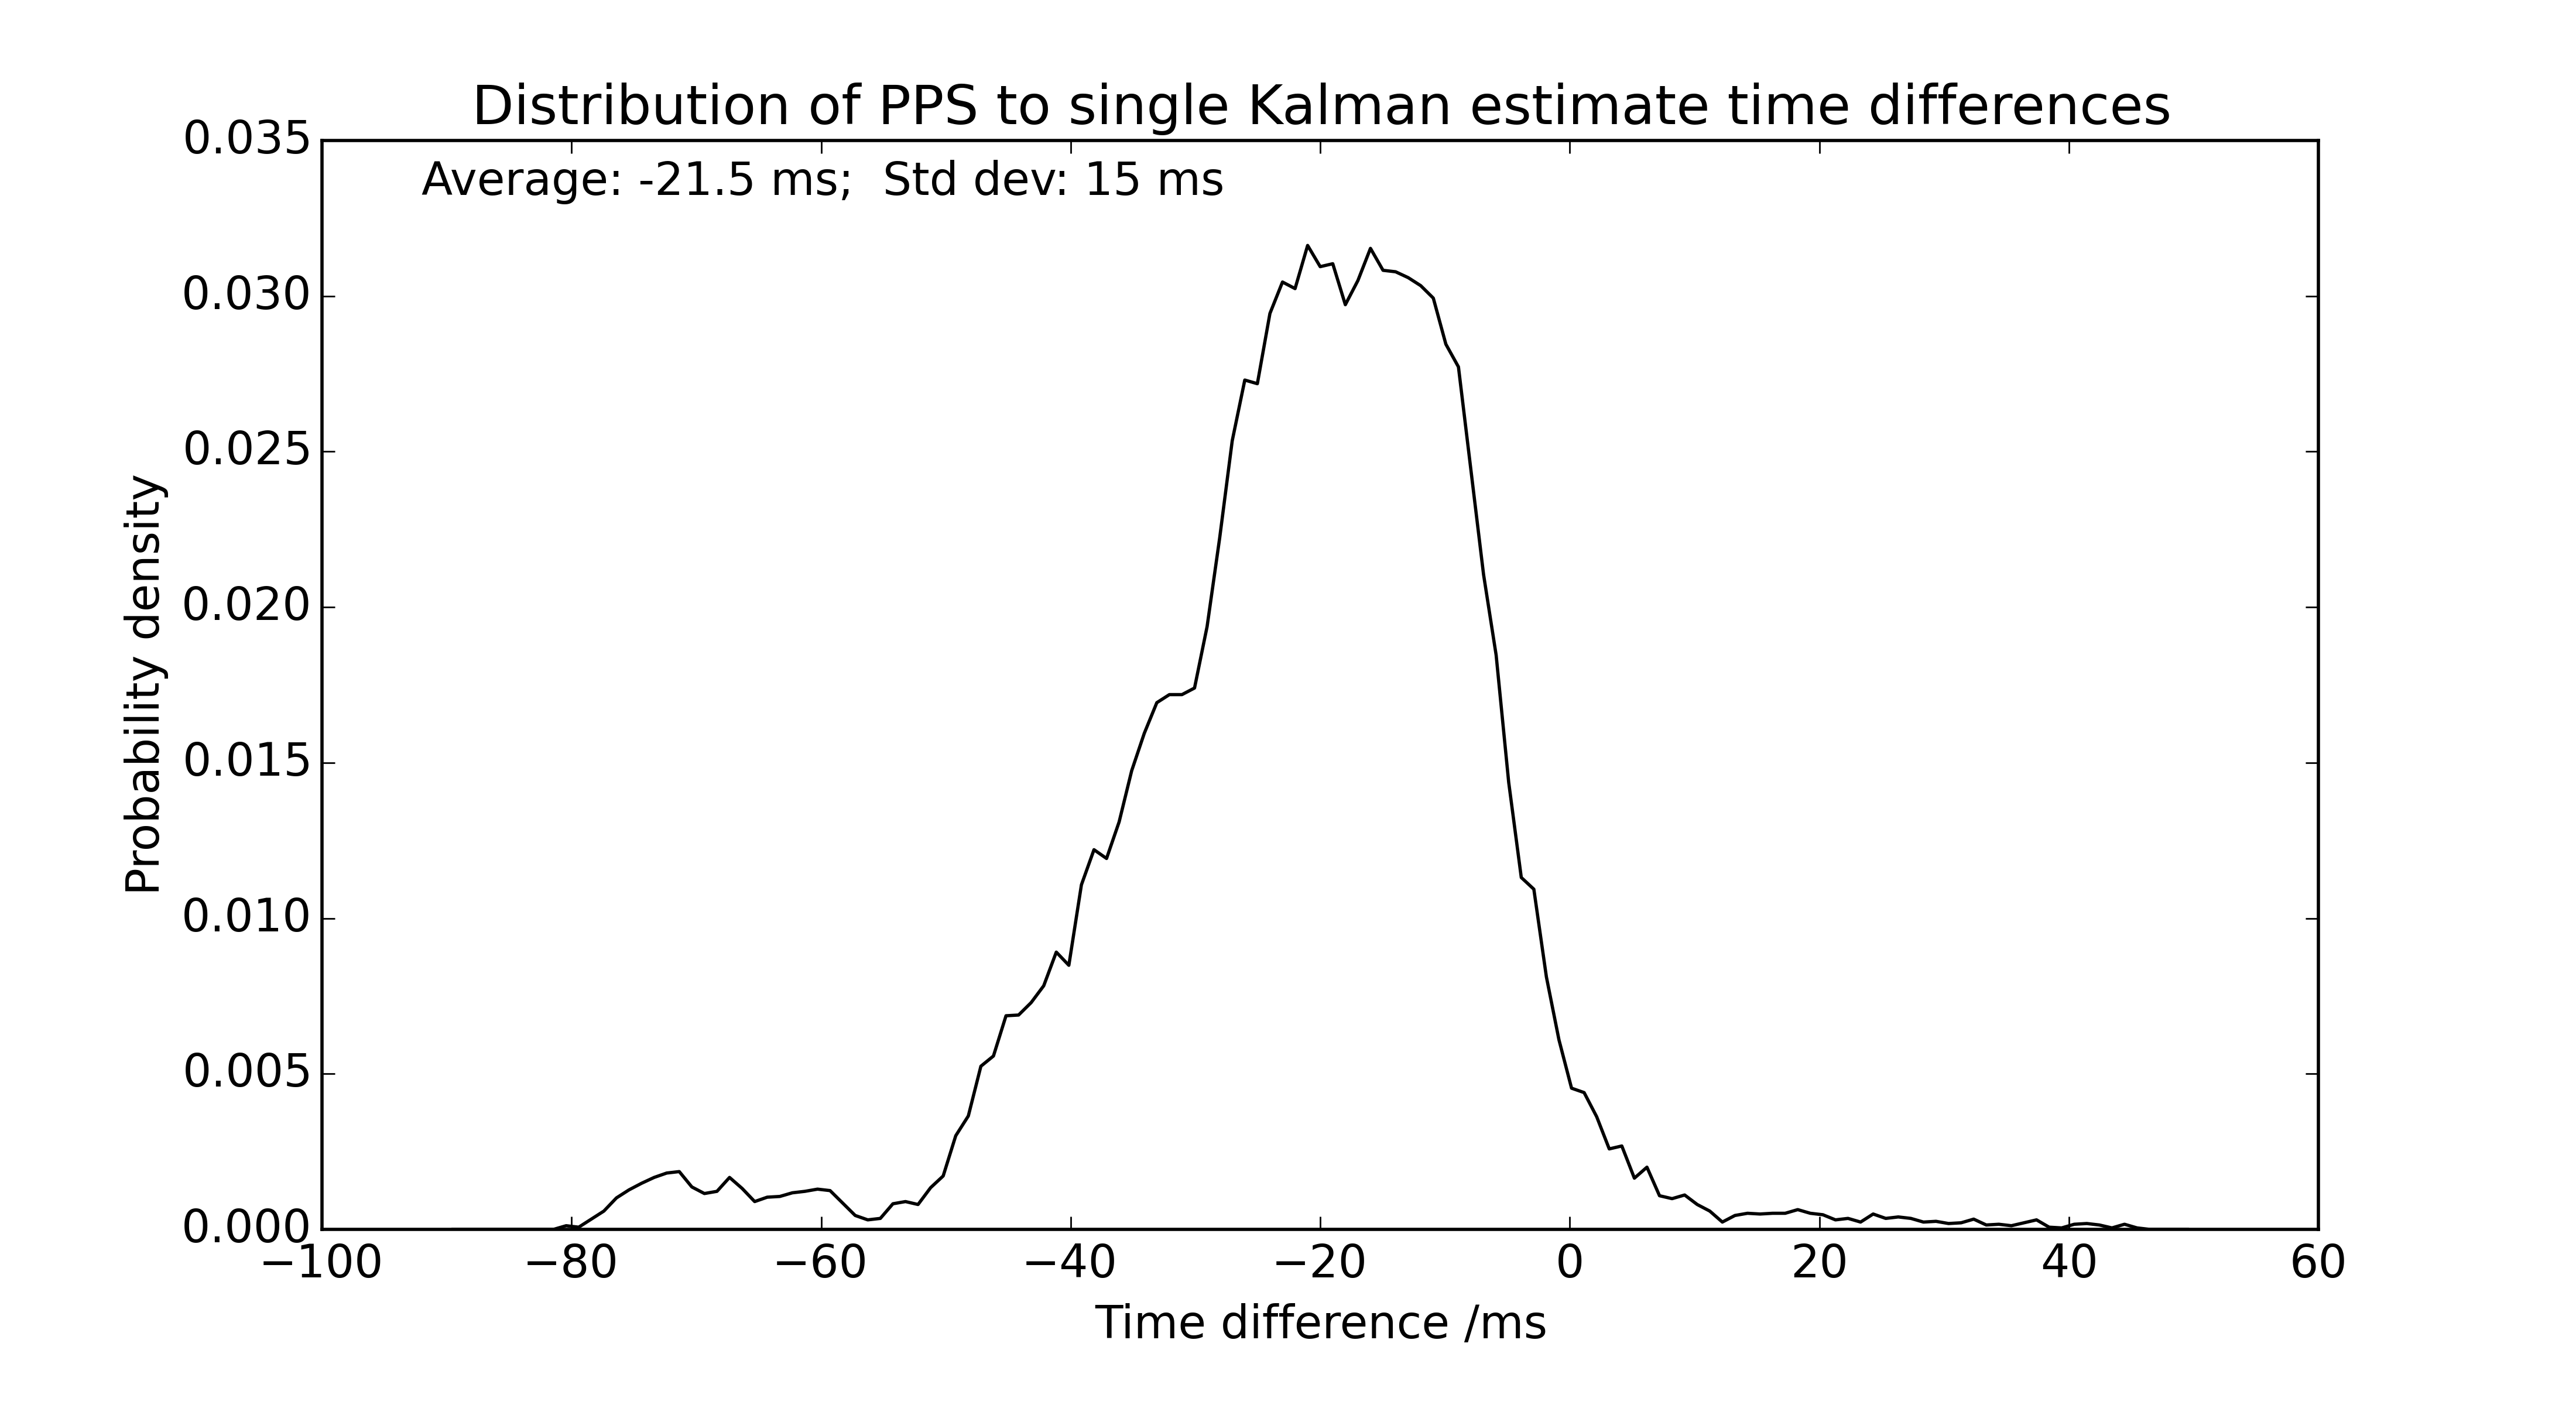 Distribution of PPS to single Kalman estimate time differences
Average: -21.5 ms;  Std dev: 15 ms
0.035
0.030
0.025
0.020
0.015
0.010
0.005
0.000
Probability density
−100 −80 −60 −40 −20 0 20 40 60
Time difference /ms